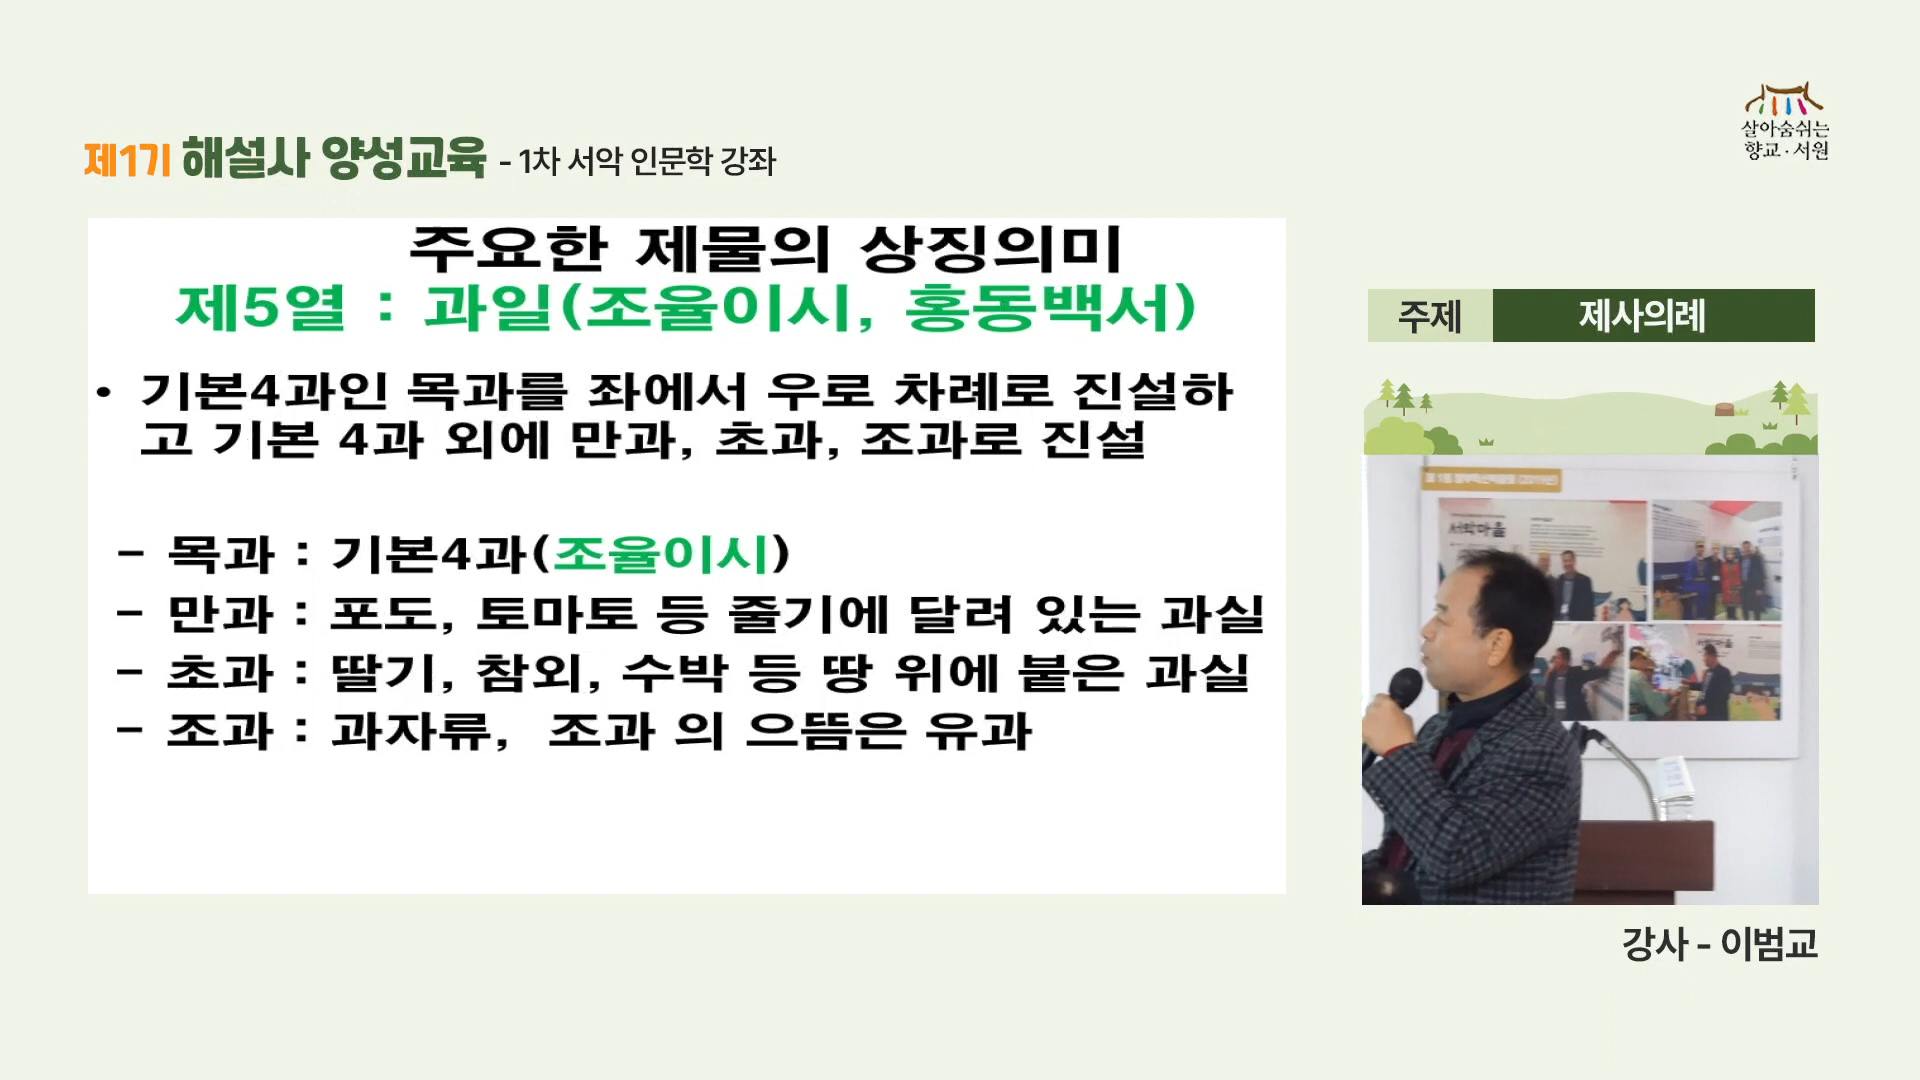 살아숨쉬는
향교·서원
제1기 해설사 양성교육 - 1차 서악 인문학 강좌
주요한 제물의 상징의미
제5열 : 과일(조율이시, 홍동백서)
• 기본4과인 목과를 좌에서 우로 차례로 진설하
고 기본 4과 외에 만과, 초과, 조과로 진설
- 목과 : 기본4과(조율이시)
- 만과 : 포도, 토마토 등 줄기에 달려 있는 과실
- 초과 : 딸기, 참외, 수박 등 땅 위에 붙은 과실
- 조과 : 과자류, 조과 의 으뜸은 유과
주제 제사의례
서악마을
강사 - 이범교